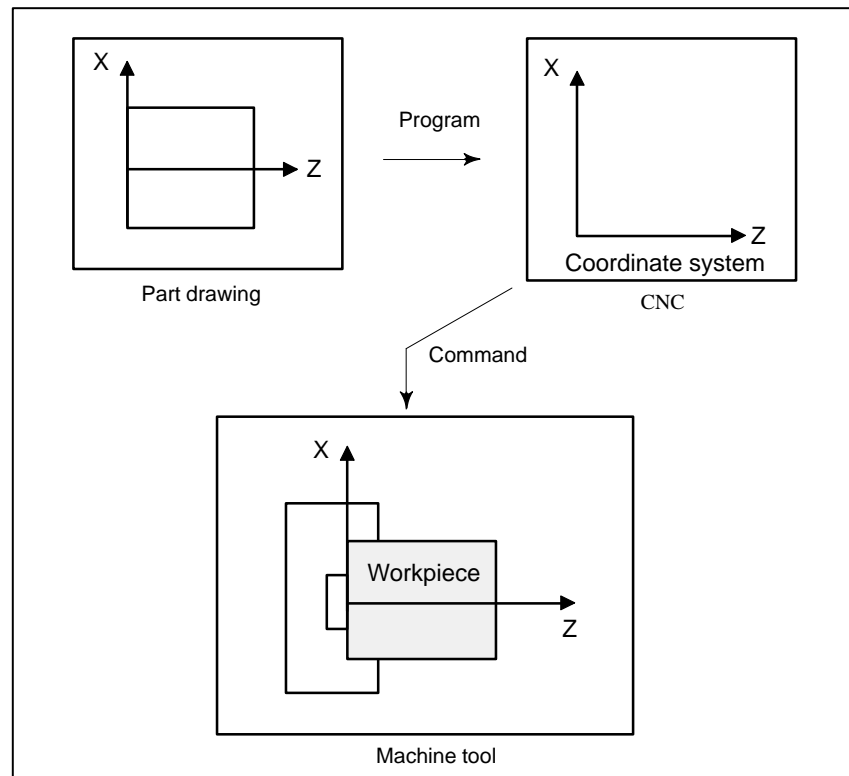 X
Z
Part drawing
Program
X
Z
Coordinate system
CNC
Command
X
Workpiece
Z
Machine tool